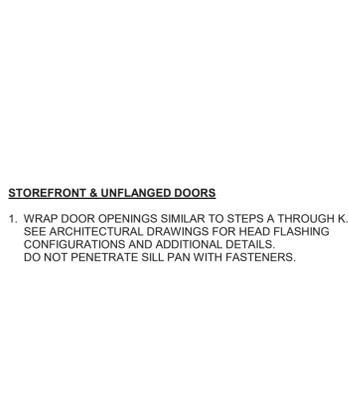 STOREFRONT & UNFLANGED DOORS
1. WRAP DOOR OPENINGS SIMILAR TO STEPS A THROUGH K.
SEE ARCHITECTURAL DRAWINGS FOR HEAD FLASHING
CONFIGURATIONS AND ADDITIONAL DETAILS.
DO NOT PENETRATE SILL PAN WITH FASTENERS.